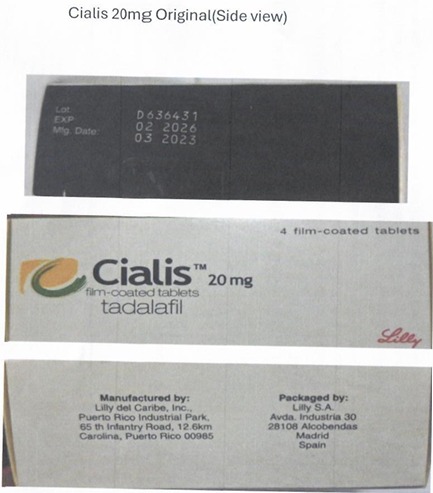 Cialis 20mg Original(Side view)
Lot D636431
EXP 02 2026
Mfg. Date: 03 2023
4 film-coated tablets
Cialis™ 20 mg
film-coated tablets
tadalafil
Lilly
Manufactured by:
Lilly del Caribe, Inc.,
Puerto Rico Industrial Park,
65 th Infantry Road, 12.6km
Carolina, Puerto Rico 00985
Packaged by:
Lilly S.A.
Avda. Industria 30
28108 Alcobendas
Madrid
Spain